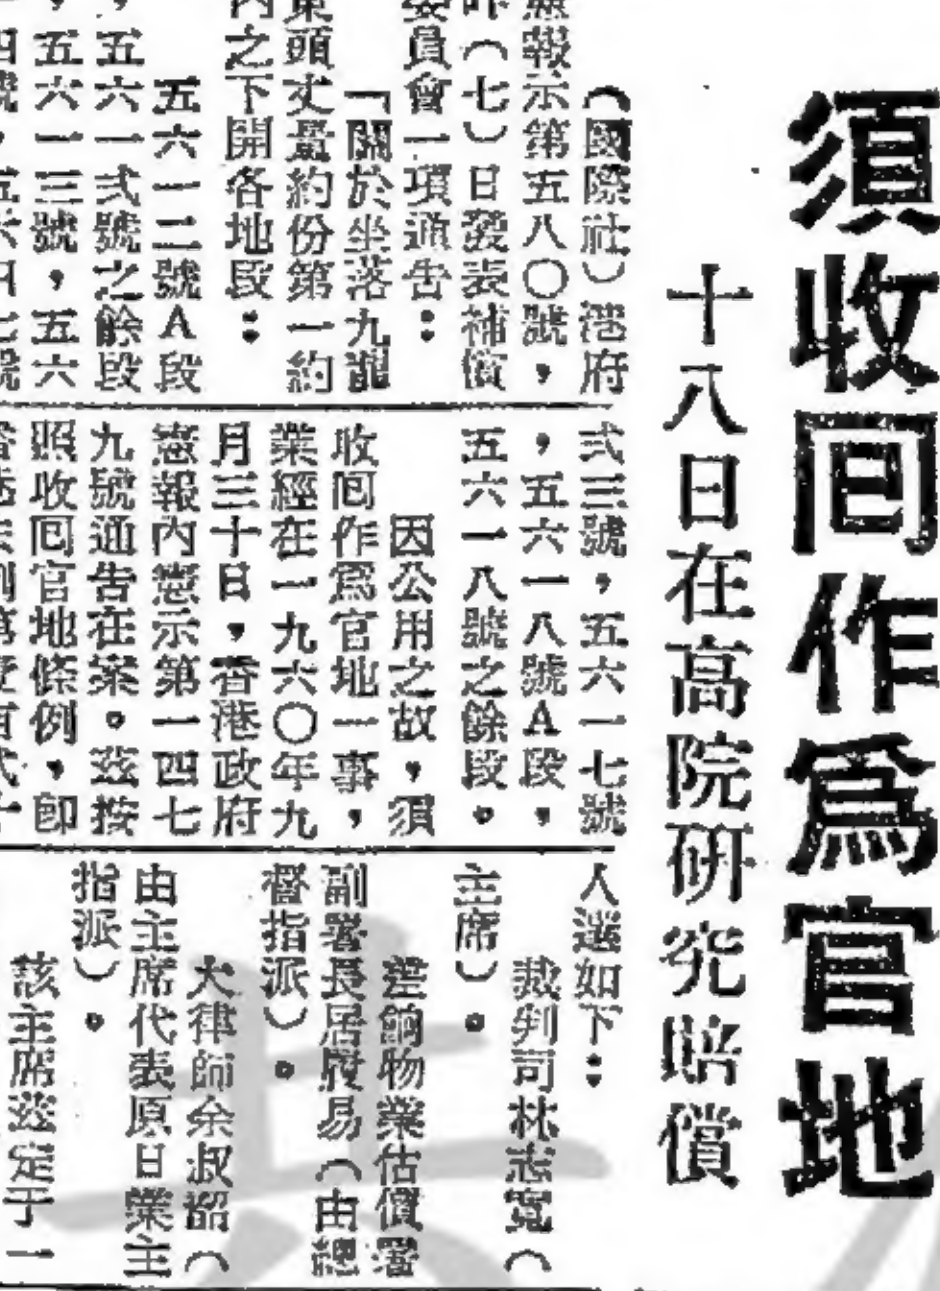 須收回作爲官地
十八日在高院研究賠償
(國際社)港府
憲報示第五八〇號,
昨(七)日發表補償
委員會一項通告:
「關於坐落九龍
東頭丈量約份第一約
內之下開各地段:
五六一二號A段
,五六一弍號之餘段
,五六一三號,五六
弍三號,五六一七號
,五六一八號A段,
五六一八號之餘段。
因公用之故,須
收回作爲官地一事,
業經在一九六〇年九
月三十日,香港政府
憲報內憲示第一四七
九號通告在案。茲按
照收回官地條例,卽
人選如下:
裁判司林志寬(
主席)。
差餉物業估價署
副署長居履易(由總
督指派)。
大律師余叔韶(
由主席代表原日業主
指派)。
該主席茲定于一